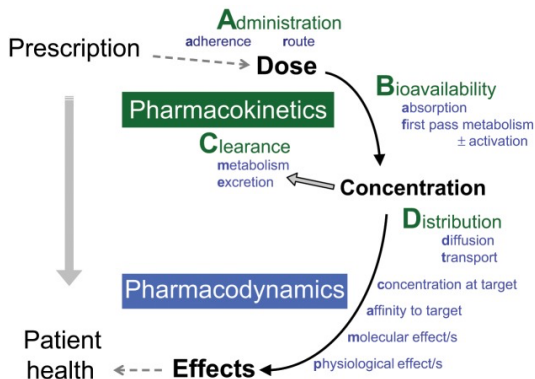 Administration
adherence route
Prescription
Dose
Bioavailability
absorption
first pass metabolism
± activation
Pharmacokinetics
Clearance
metabolism
excretion
Concentration
Distribution
diffusion
transport
Pharmacodynamics
concentration at target
affinity to target
molecular effect/s
physiological effect/s
Patient
health
Effects